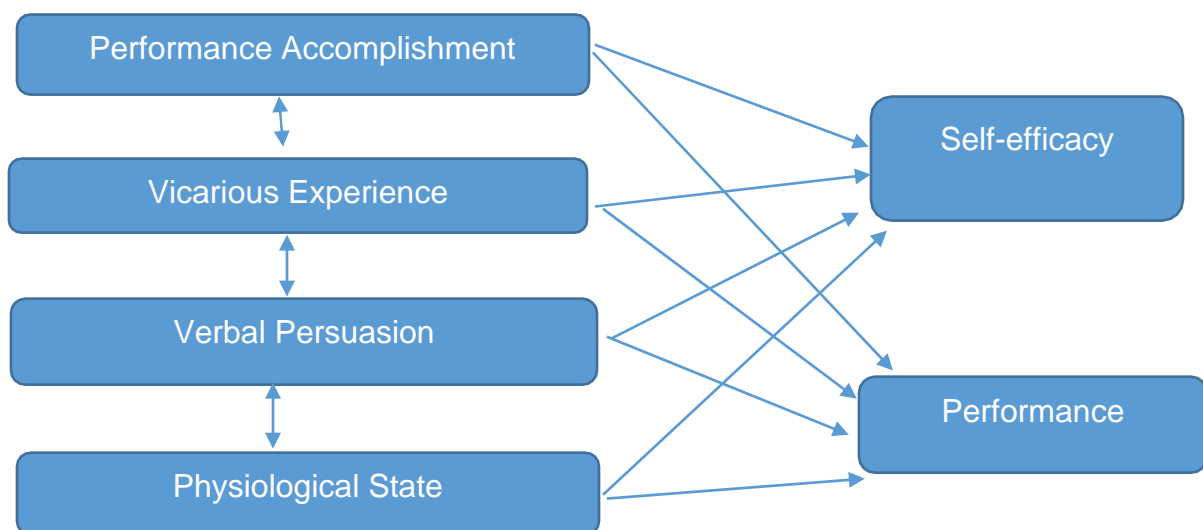 Performance Accomplishment
Vicarious Experience
Verbal Persuasion
Physiological State
Self-efficacy
Performance